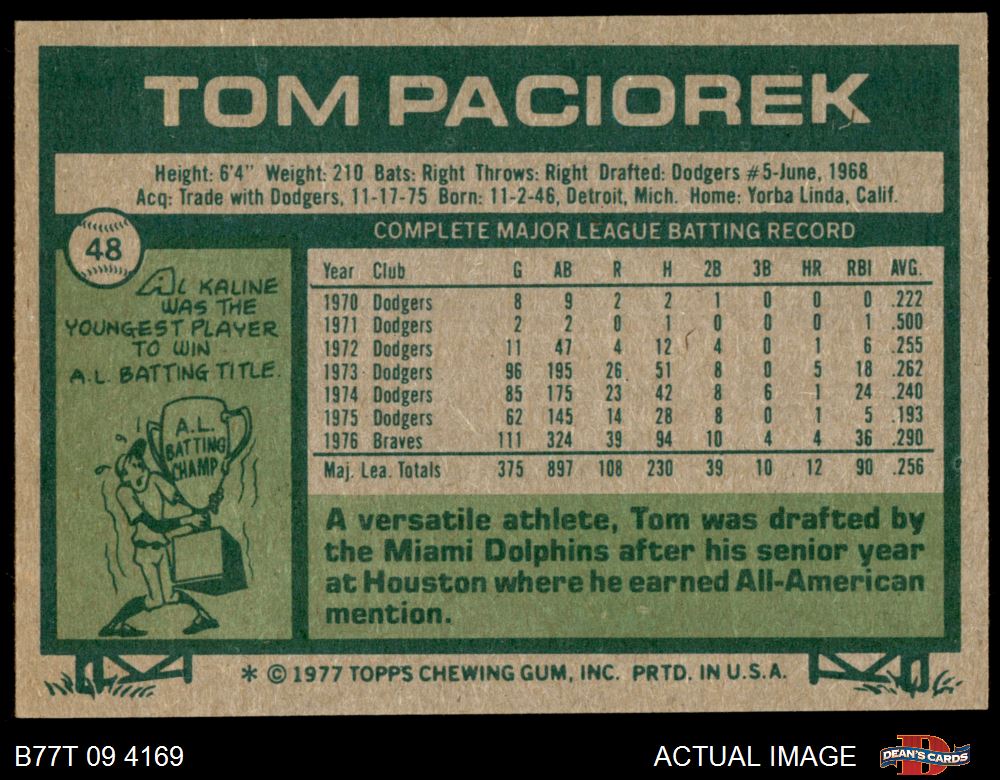 TOM PACIOREK
Height: 6'4" Weight: 210 Bats: Right Throws: Right Drafted: Dodgers #5-June, 1968
Acq: Trade with Dodgers, 11-17-75 Born: 11-2-46, Detroit, Mich. Home: Yorba Linda, Calif.
48
AL KALINE
WAS THE
YOUNGEST PLAYER
TO WIN
A.L. BATTING TITLE.
A.L.
BATTING
CHAMP
COMPLETE MAJOR LEAGUE BATTING RECORD
Year Club G AB R H 2B 3B HR RBI AVG.
1970 Dodgers 8 9 2 2 1 0 0 0 .222
1971 Dodgers 2 2 0 1 0 0 0 1 .500
1972 Dodgers 11 47 4 12 4 0 1 6 .255
1973 Dodgers 96 195 26 51 8 0 5 18 .262
1974 Dodgers 85 175 23 42 8 6 1 24 .240
1975 Dodgers 62 145 14 28 8 0 1 5 .193
1976 Braves 111 324 39 94 10 4 4 36 .290
Maj. Lea. Totals 375 897 108 230 39 10 12 90 .256
A versatile athlete, Tom was drafted by
the Miami Dolphins after his senior year
at Houston where he earned All-American
mention.
* © 1977 TOPPS CHEWING GUM, INC. PRTD. IN U.S.A.
B77T 09 4169 ACTUAL IMAGE D DEAN'S CARDS